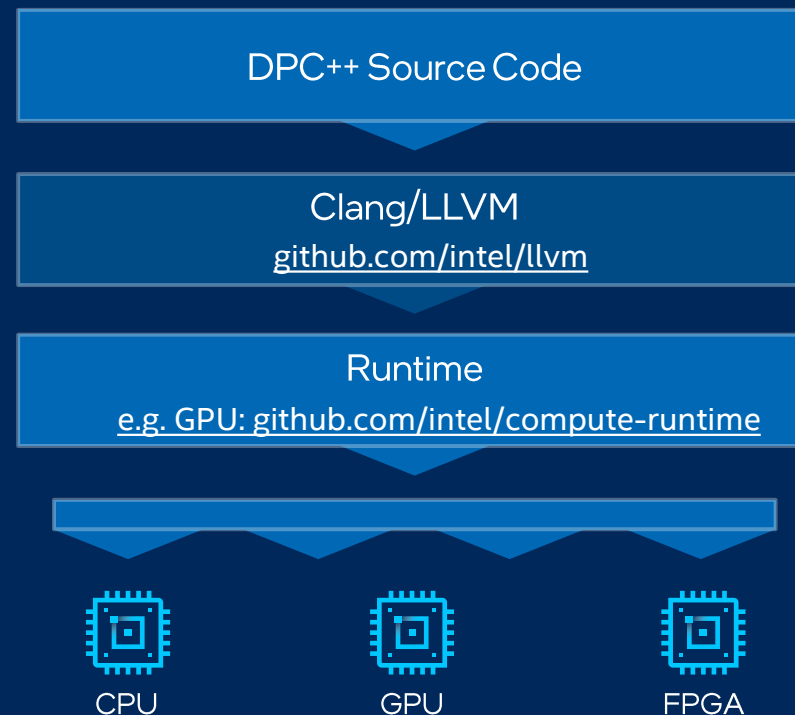 DPC++ Source Code
Clang/LLVM
github.com/intel/llvm
Runtime
e.g. GPU: github.com/intel/compute-runtime
CPU
GPU
FPGA